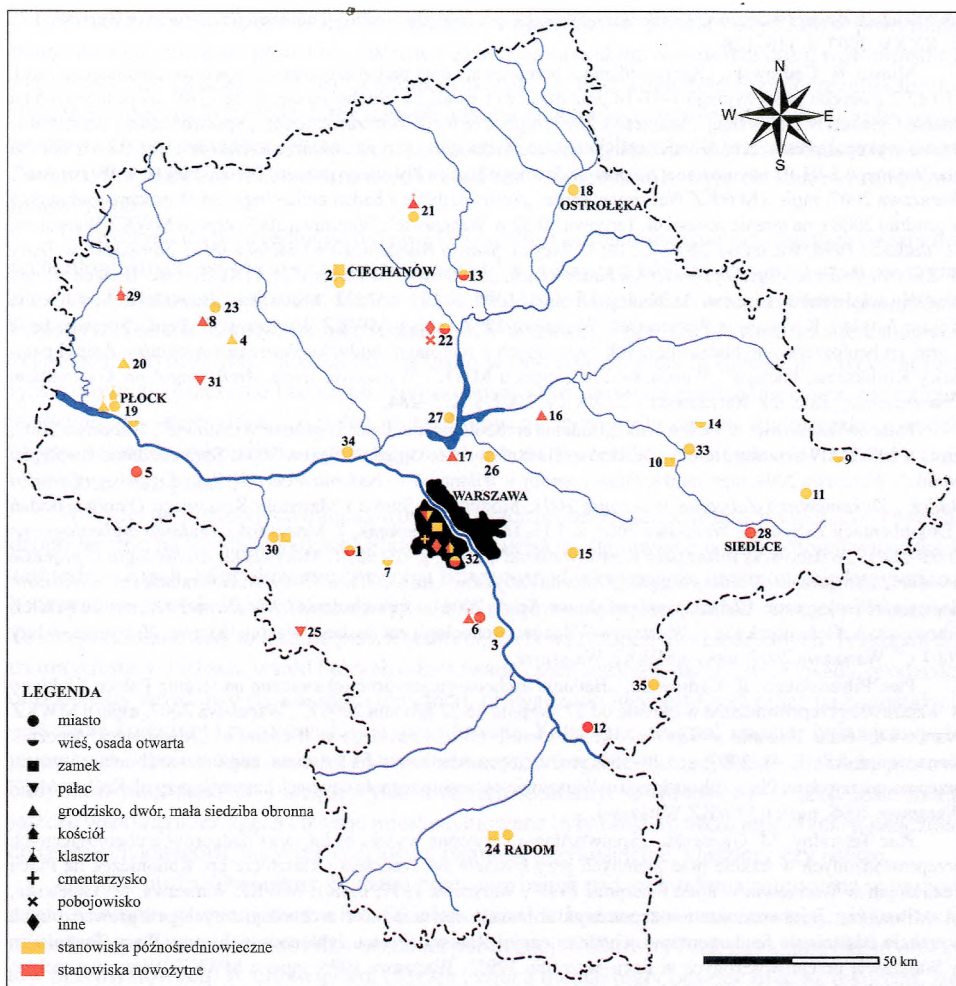 N
W E
S
18
OSTROŁĘKA
21
2 CIECHANÓW
13
29
23
8
4
22
20
31
PŁOCK
19
27
16
14
34
17
26
33
10
9
5
WARSZAWA
11
28
SIEDLCE
30
1
32
15
6
25
3
35
12
24 RADOM
LEGENDA
miasto
wieś, osada otwarta
zamek
pałac
grodzisko, dwór, mała siedziba obronna
kościół
klasztor
cmentarzysko
pobojowisko
inne
stanowiska późnośredniowieczne
stanowiska nowożytne
50 km